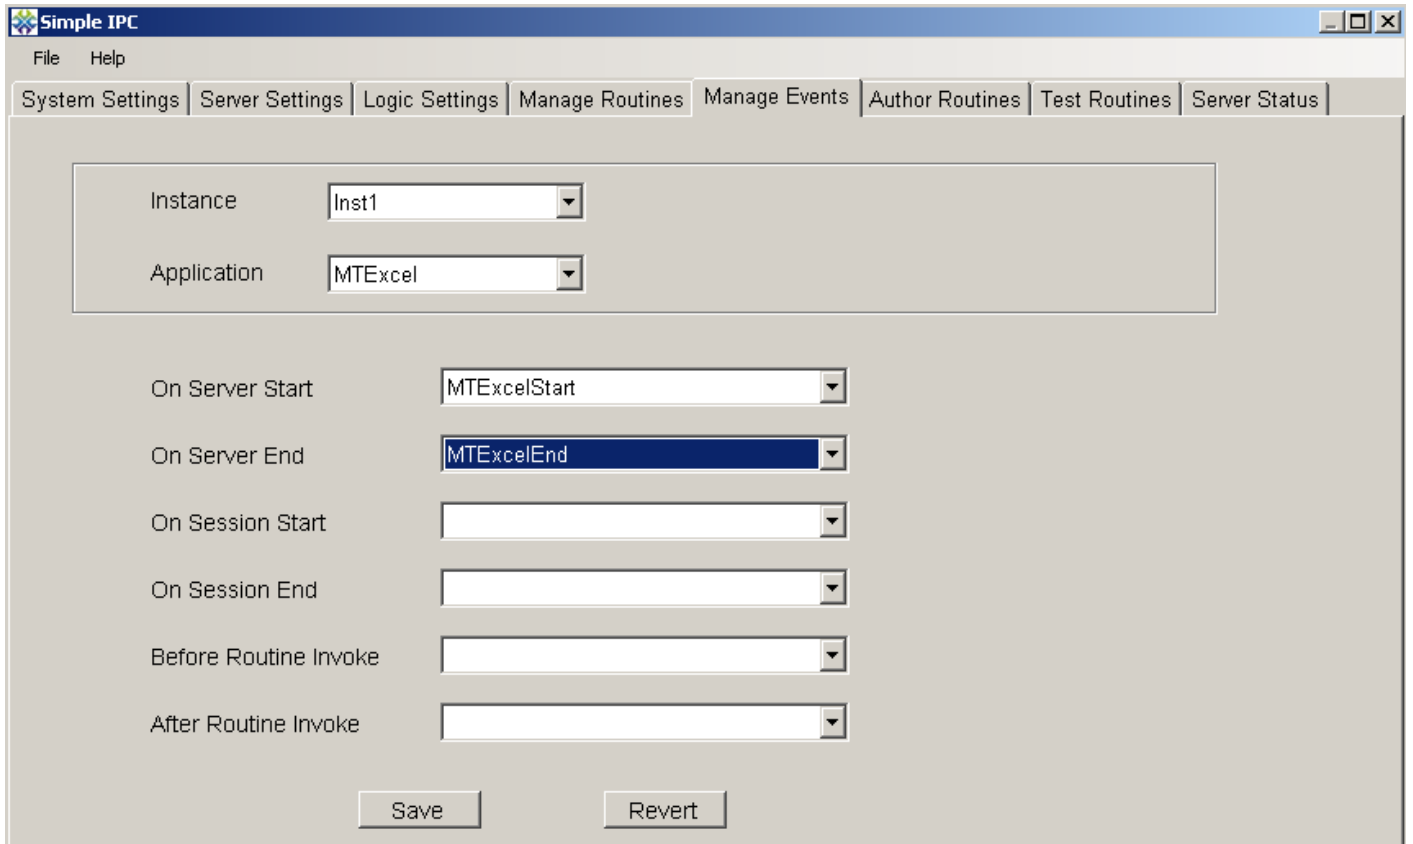 Simple IPC
File Help
System Settings Server Settings Logic Settings Manage Routines Manage Events Author Routines Test Routines Server Status
Instance Inst1
Application MTExcel
On Server Start MTExcelStart
On Server End MTExcelEnd
On Session Start
On Session End
Before Routine Invoke
After Routine Invoke
Save Revert